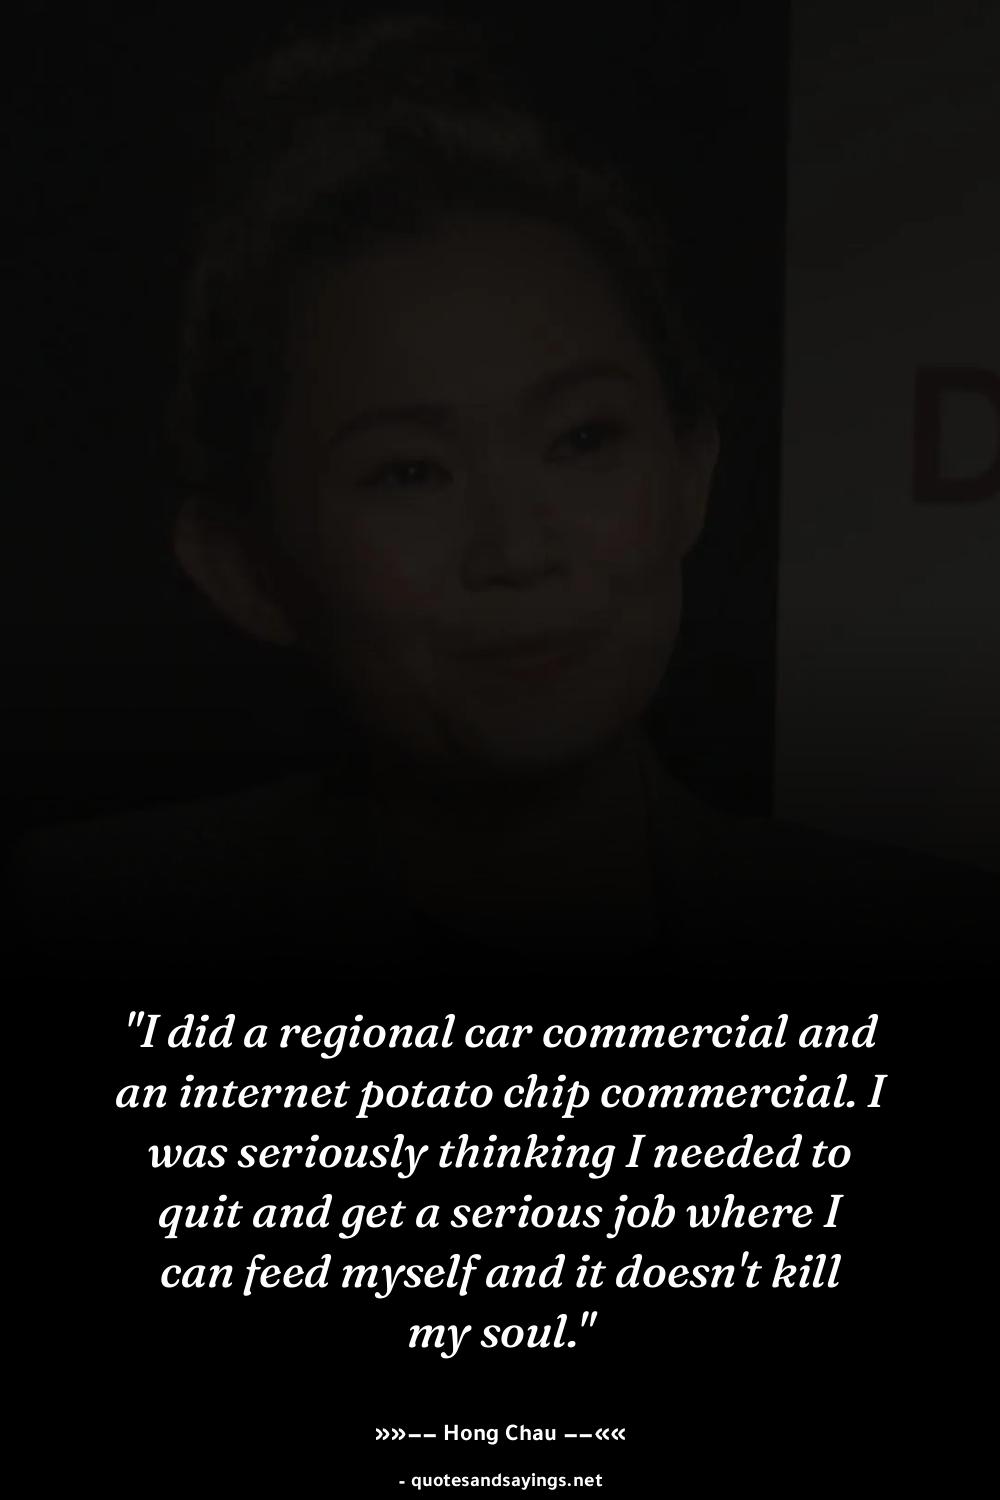 D
"I did a regional car commercial and
an internet potato chip commercial. I
was seriously thinking I needed to
quit and get a serious job where I
can feed myself and it doesn't kill
my soul."
»»–– Hong Chau ––««
- quotesandsayings.net